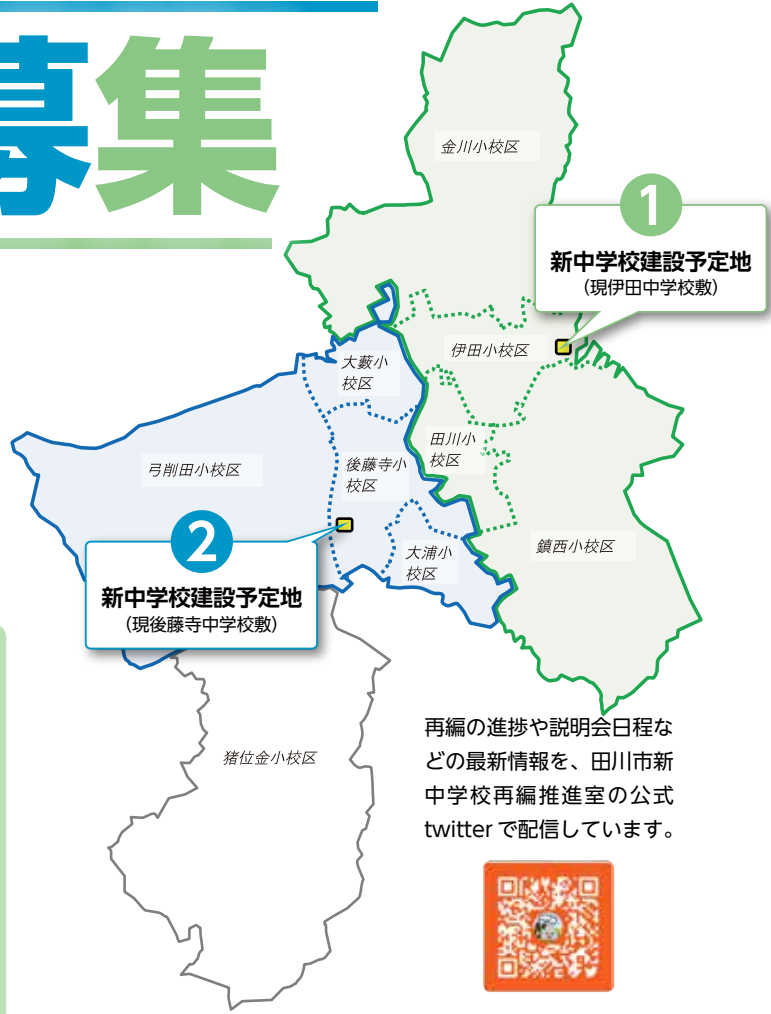 募集
金川小校区
1
新中学校建設予定地
（現伊田中学校敷）
伊田小校区
大藪小
校区
田川小
校区
弓削田小校区
後藤寺小
校区
2
新中学校建設予定地
（現後藤寺中学校敷）
大浦小
校区
鎮西小校区
猪位金小校区
再編の進捗や説明会日程な
どの最新情報を、田川市新
中学校再編推進室の公式
twitter で配信しています。